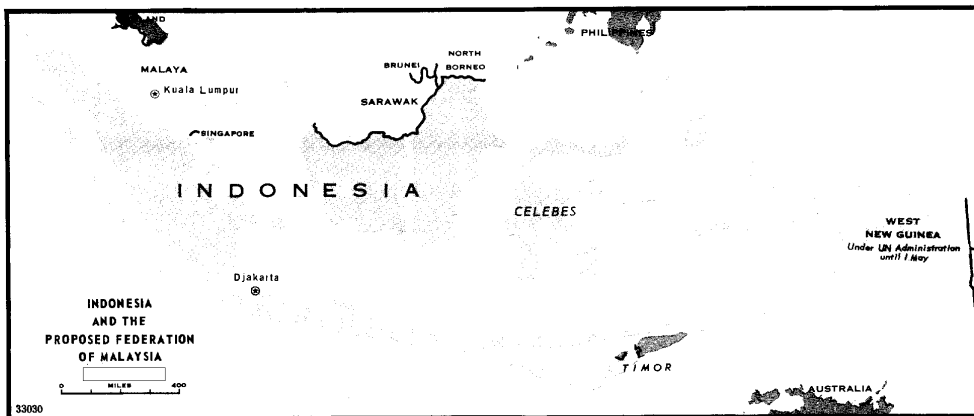 AND
PHILIPPINES
NORTH
BORNEO
BRUNEI
MALAYA
Kuala Lumpur
SARAWAK
SINGAPORE
INDONESIA
CELEBES
WEST
NEW GUINEA
Under UN Administration
until 1 May
Djakarta
INDONESIA
AND THE
PROPOSED FEDERATION
OF MALAYSIA
MILES
0 400
TIMOR
AUSTRALIA
33030